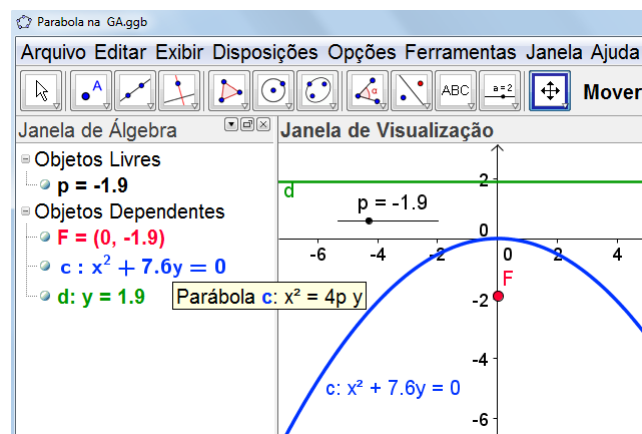 Parabola na GA.ggb
Arquivo Editar Exibir Disposições Opções Ferramentas Janela Ajuda
A
ABC
a = 2
Mover
Janela de Álgebra
Objetos Livres
p = -1.9
Objetos Dependentes
F = (0, -1.9)
c : x² + 7.6y = 0
d: y = 1.9
Parábola c: x² = 4p y
Janela de Visualização
d
p = -1.9
2
0
-6 -4 -2 0 2 4
F
-2
-4
c: x² + 7.6y = 0
-6